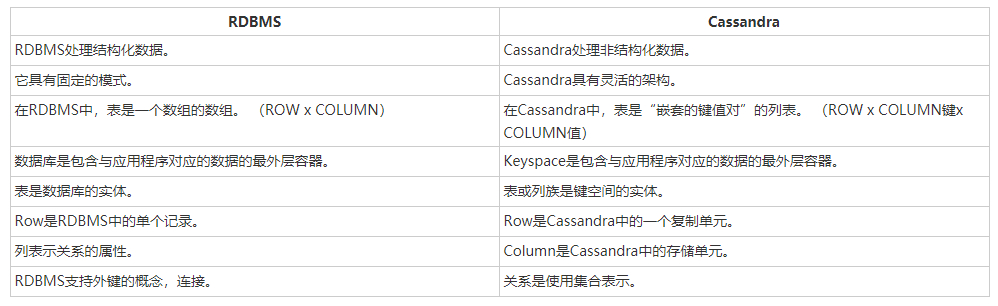 RDBMS Cassandra
RDBMS处理结构化数据。 Cassandra处理非结构化数据。
它具有固定的模式。 Cassandra具有灵活的架构。
在RDBMS中，表是一个数组的数组。 （ROW x COLUMN） 在Cassandra中，表是“嵌套的键值对”的列表。 （ROW x COLUMN键x
COLUMN值）
数据库是包含与应用程序对应的数据的最外层容器。 Keyspace是包含与应用程序对应的数据的最外层容器。
表是数据库的实体。 表或列族是键空间的实体。
Row是RDBMS中的单个记录。 Row是Cassandra中的一个复制单元。
列表示关系的属性。 Column是Cassandra中的存储单元。
RDBMS支持外键的概念，连接。 关系是使用集合表示。